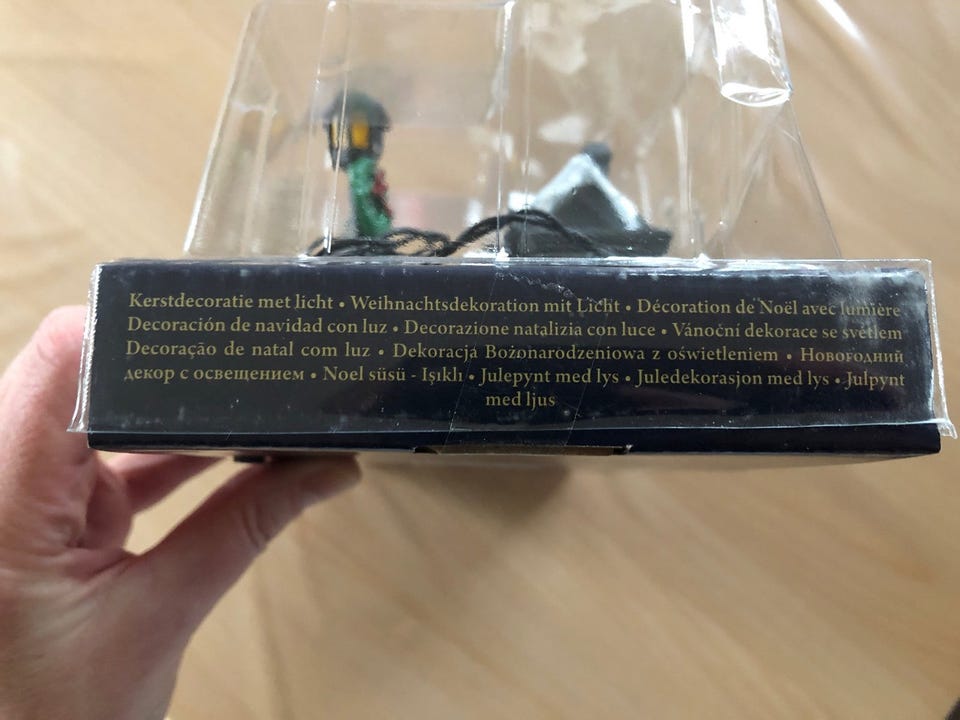 Kerstdecoratie met licht • Weihnachtsdekoration mit Licht • Décoration de Noël avec lumière
Decoración de navidad con luz • Decorazione natalizia con luce • Vánoční dekorace se světlem
Decoração de natal com luz • Dekoracja Bożonarodzeniowa z oświetleniem • Новогодний
декор с освещением • Noel süsü - Işıklı • Julepynt med lys • Juledekorasjon med lys • Julpynt
med ljus